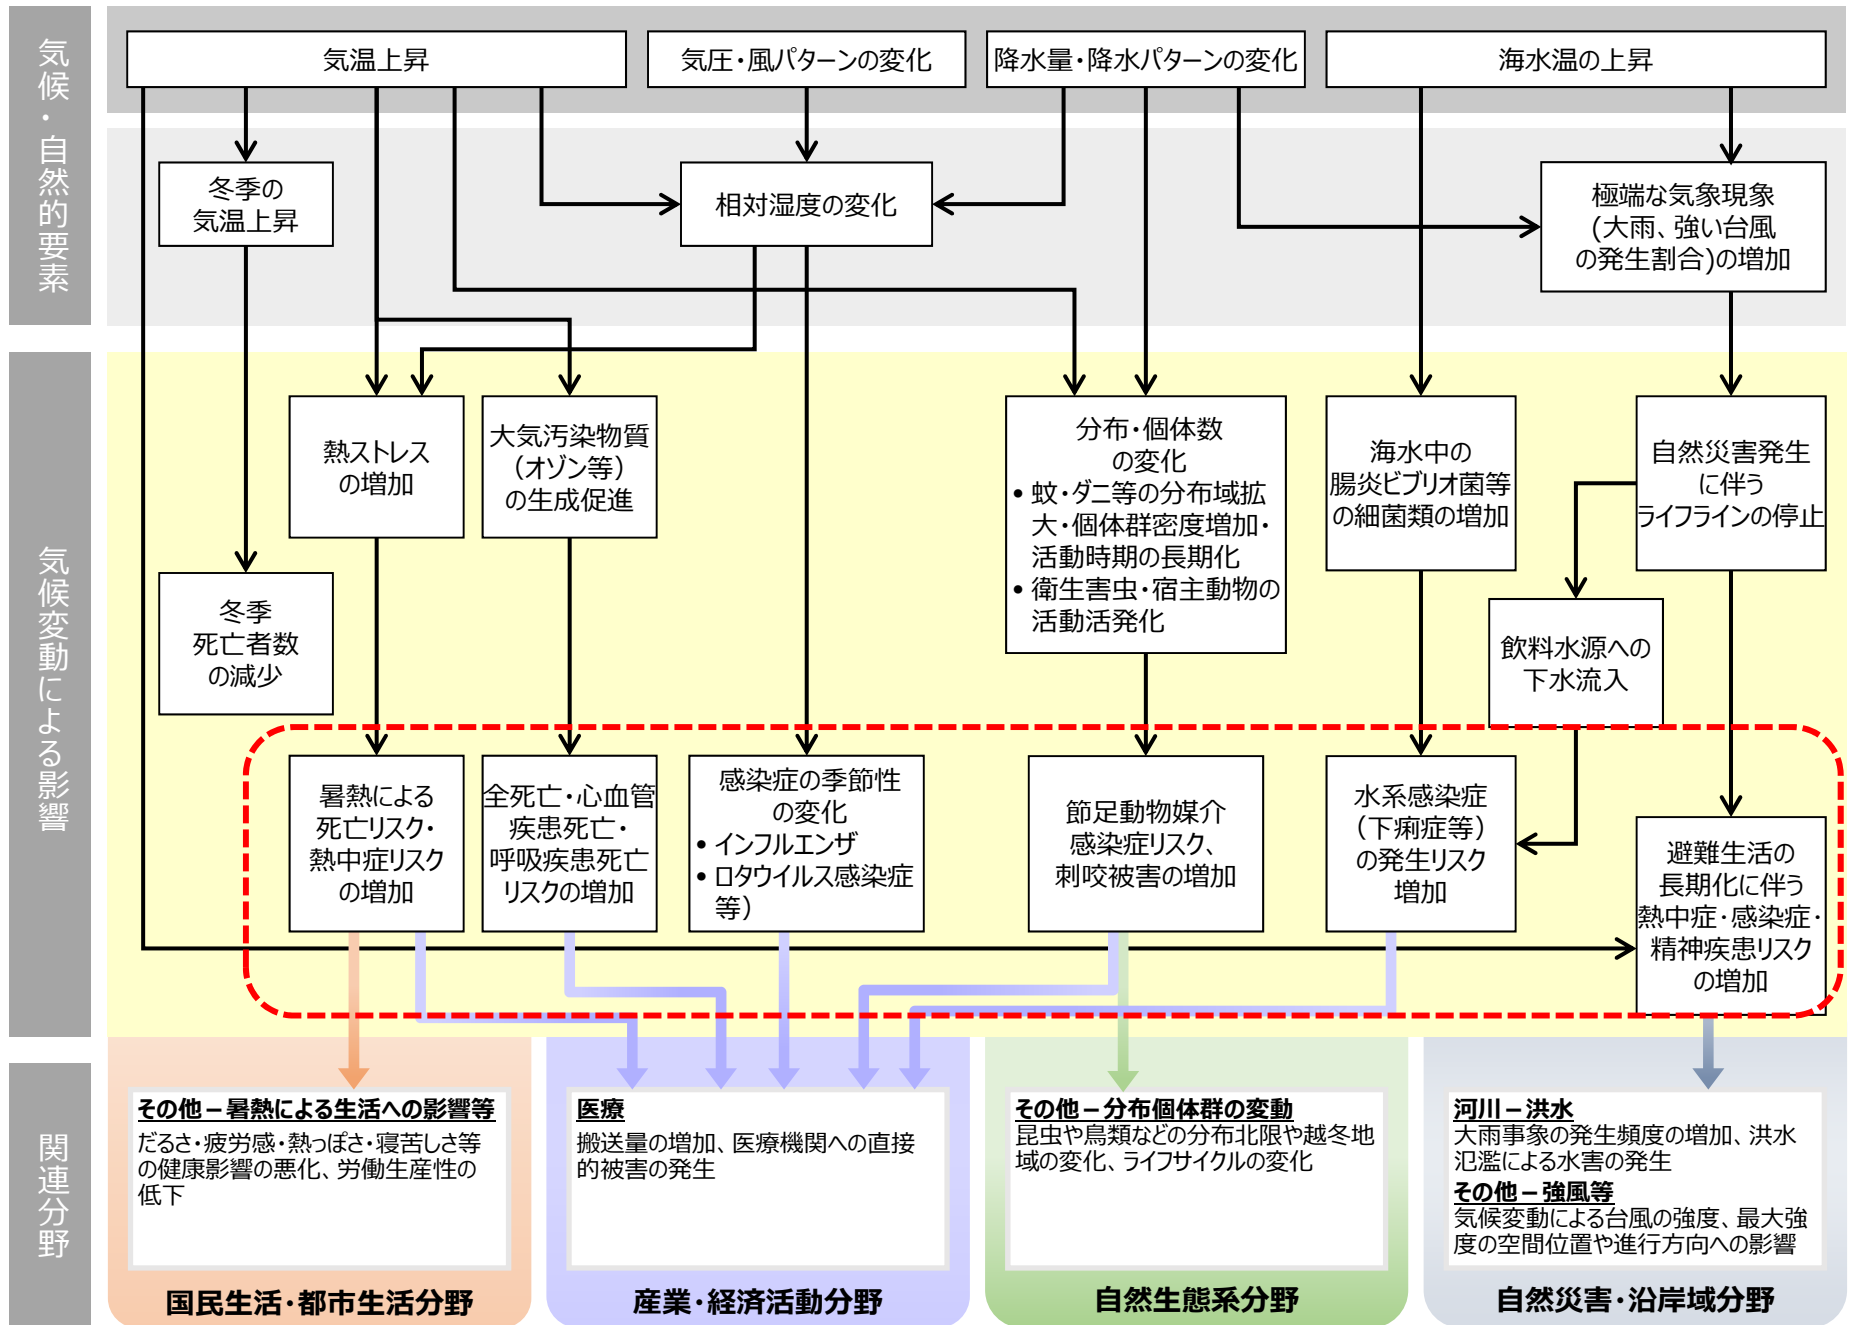 気候・自然的要素
気温上昇
気圧・風パターンの変化
降水量・降水パターンの変化
海水温の上昇
冬季の
気温上昇
相対湿度の変化
極端な気象現象
(大雨、強い台風
の発生割合)の増加
気候変動による影響
熱ストレス
の増加
大気汚染物質
（オゾン等）
の生成促進
分布・個体数
の変化
• 蚊・ダニ等の分布域拡
大・個体群密度増加・
活動時期の長期化
• 衛生害虫・宿主動物の
活動活発化
海水中の
腸炎ビブリオ菌等
の細菌類の増加
自然災害発生
に伴う
ライフラインの停止
冬季
死亡者数
の減少
飲料水源への
下水流入
暑熱による
死亡リスク・
熱中症リスク
の増加
全死亡・心血管
疾患死亡・
呼吸疾患死亡
リスクの増加
感染症の季節性
の変化
• インフルエンザ
• ロタウイルス感染症
等）
節足動物媒介
感染症リスク、
刺咬被害の増加
水系感染症
（下痢症等）
の発生リスク
増加
避難生活の
長期化に伴う
熱中症・感染症・
精神疾患リスク
の増加
関連分野
その他－暑熱による生活への影響等
だるさ・疲労感・熱っぽさ・寝苦しさ等
の健康影響の悪化、労働生産性の
低下
国民生活・都市生活分野
医療
搬送量の増加、医療機関への直接
的被害の発生
産業・経済活動分野
その他－分布個体群の変動
昆虫や鳥類などの分布北限や越冬地
域の変化、ライフサイクルの変化
自然生態系分野
河川－洪水
大雨事象の発生頻度の増加、洪水
氾濫による水害の発生
その他－強風等
気候変動による台風の強度、最大強
度の空間位置や進行方向への影響
自然災害・沿岸域分野